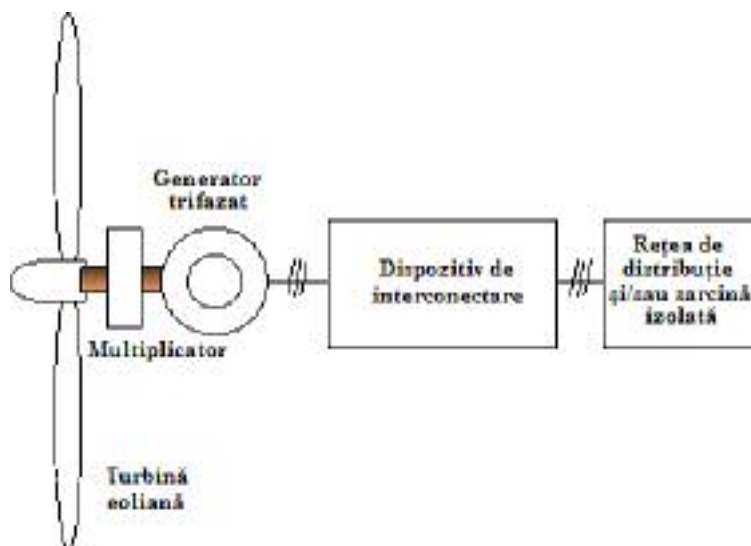 Generator
trifazat
Dispozitiv de
interconectare
Rețea de
distribuție
și/sau sarcină
izolată
Multiplicator
Turbină
eoliană